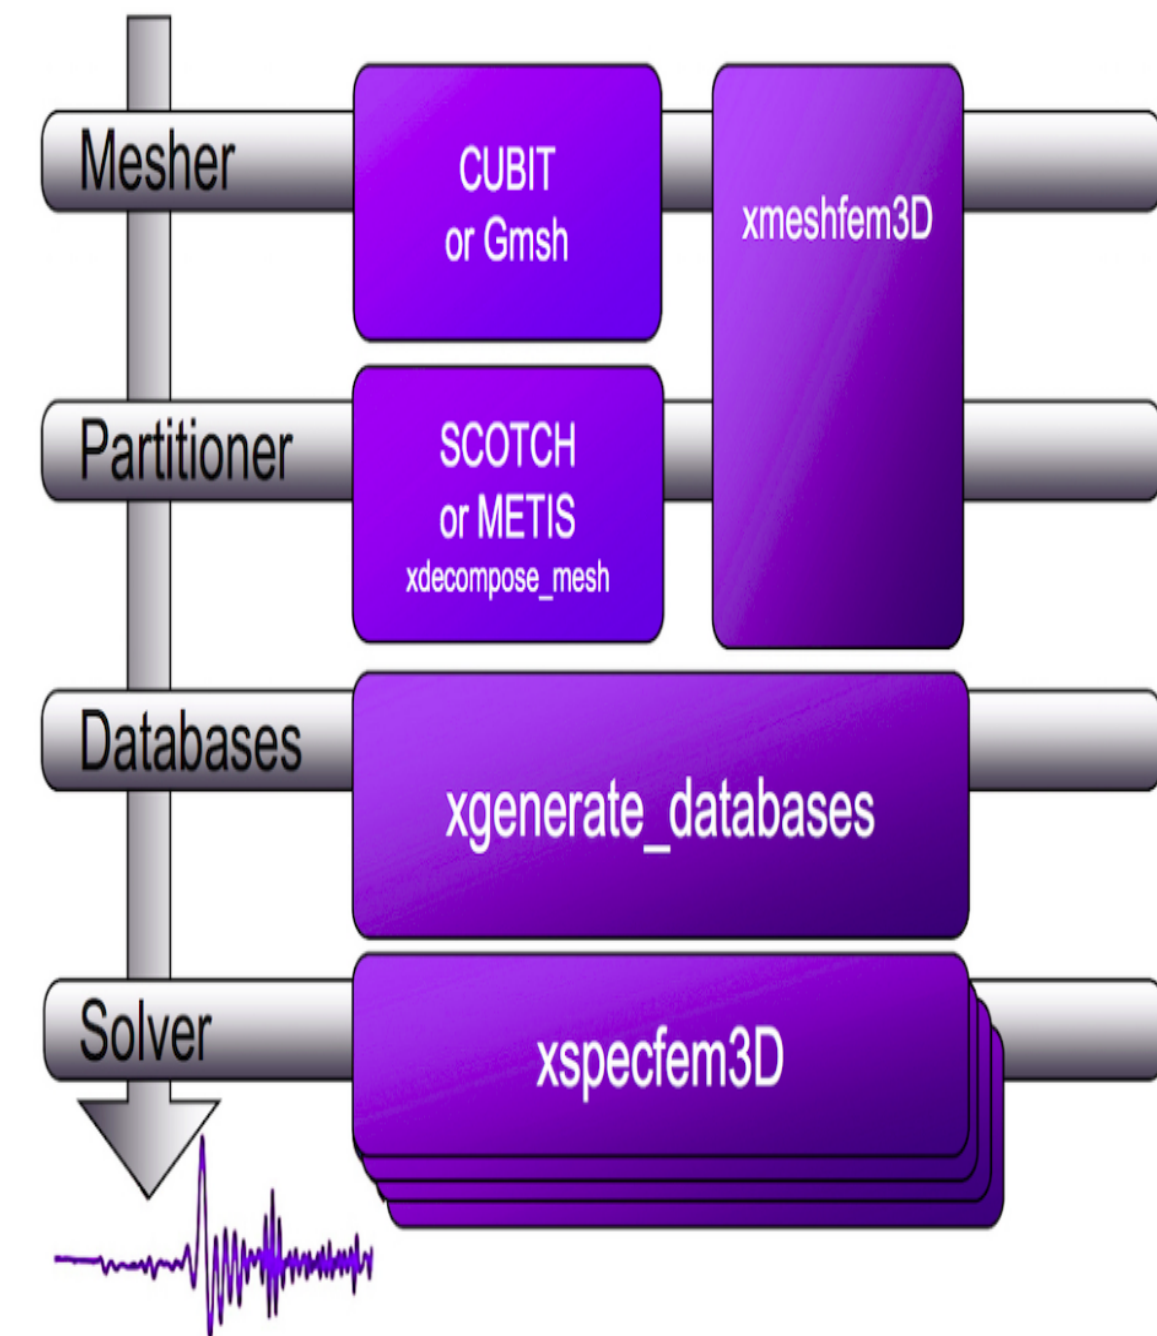 Mesher
CUBIT
or Gmsh
xmeshfem3D
Partitioner
SCOTCH
or METIS
xdecompose_mesh
Databases
xgenerate_databases
Solver
xspecfem3D